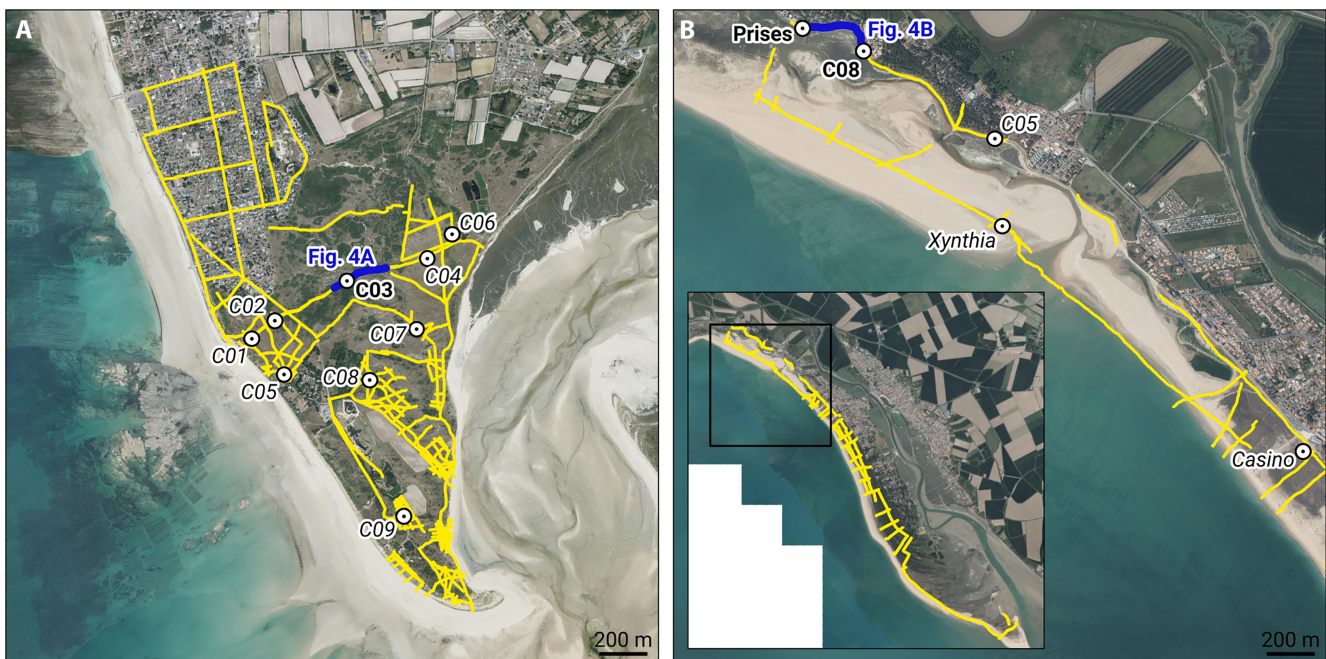 A
C06
Fig. 4A
C04
C03
C02
C07
C01
C08
C05
C09
200 m
B
Prises
Fig. 4B
C08
C05
Xynthia
Casino
200 m